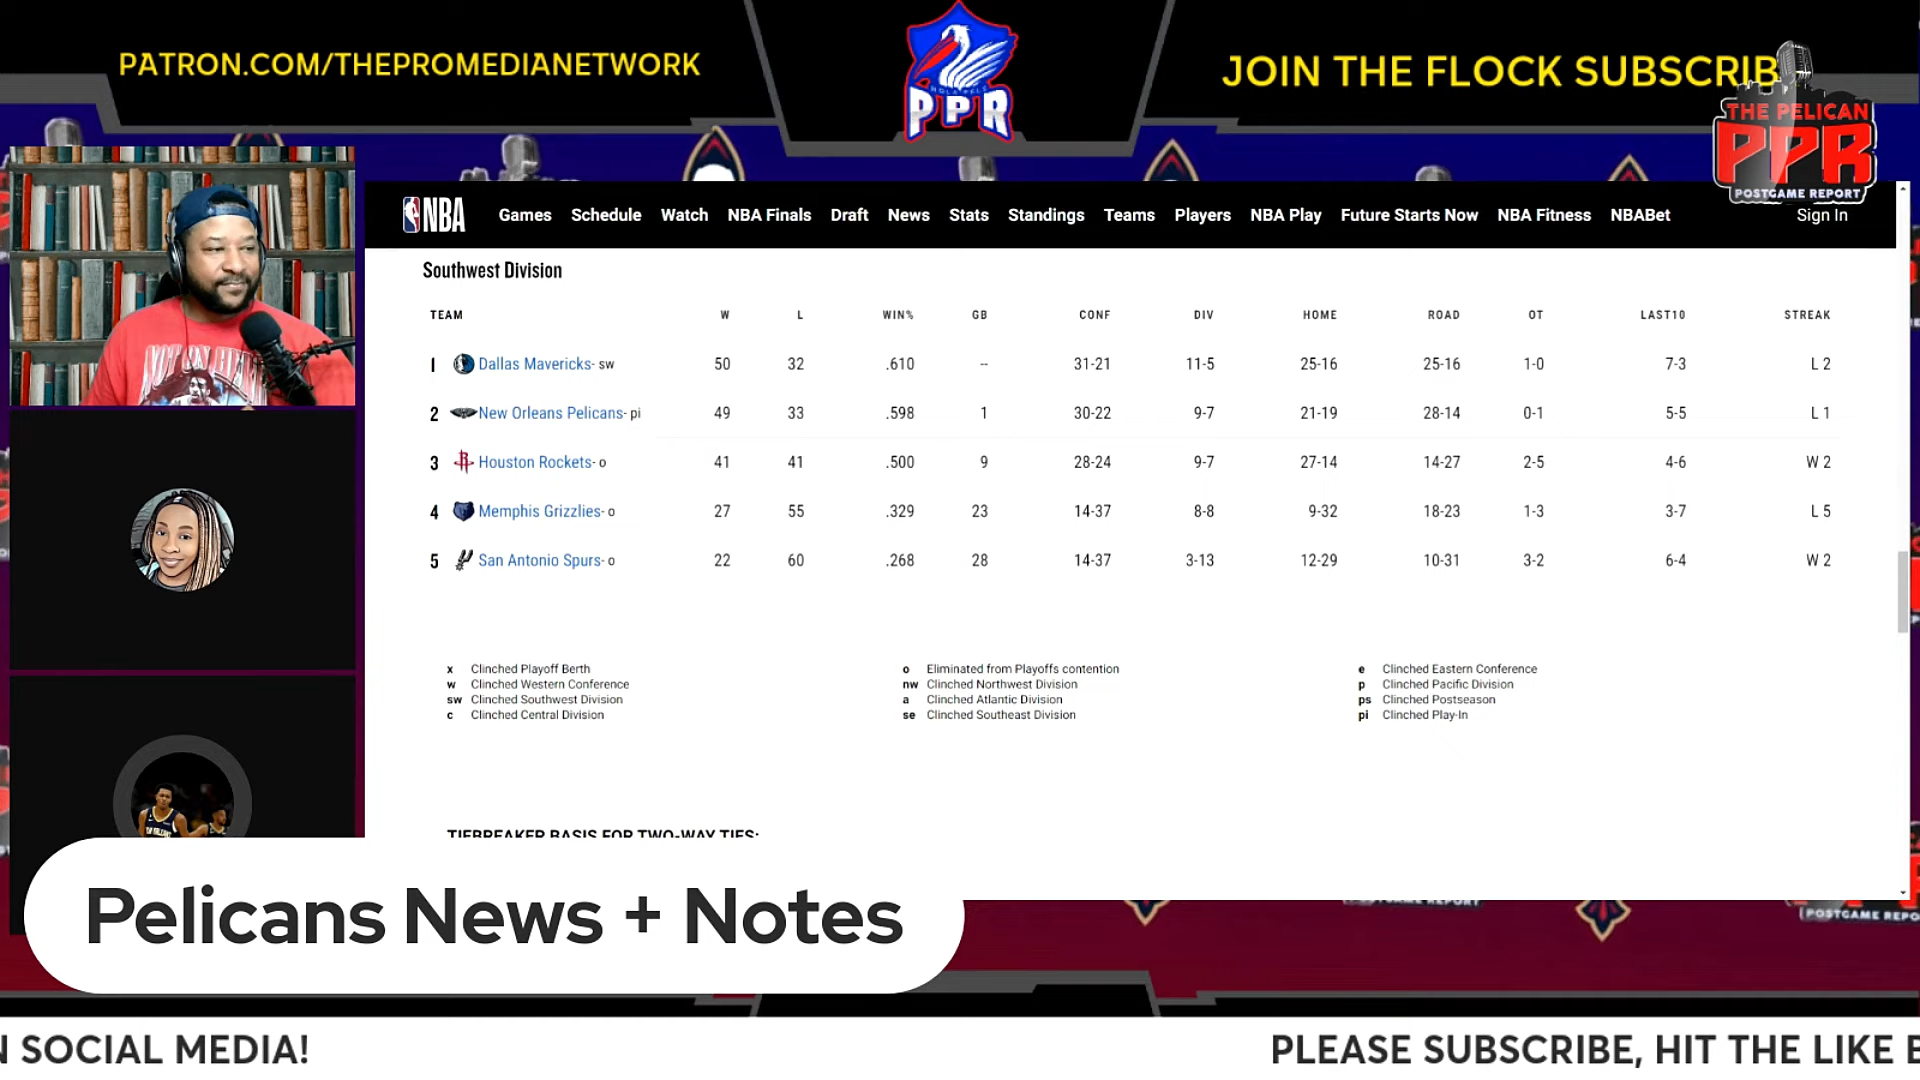 PATRON.COM/THEPROMEDIANETWORK
PPR
JOIN THE FLOCK SUBSCRIB
THE PELICAN
PPR
POSTGAME REPORT
NBA Games Schedule Watch NBA Finals Draft News Stats Standings Teams Players NBA Play Future Starts Now NBA Fitness NBABet Sign In
Southwest Division
TEAM W L WIN% GB CONF DIV HOME ROAD OT LAST10 STREAK
1 Dallas Mavericks- sw 50 32 .610 -- 31-21 11-5 25-16 25-16 1-0 7-3 L 2
2 New Orleans Pelicans- pi 49 33 .598 1 30-22 9-7 21-19 28-14 0-1 5-5 L 1
3 Houston Rockets- o 41 41 .500 9 28-24 9-7 27-14 14-27 2-5 4-6 W 2
4 Memphis Grizzlies- o 27 55 .329 23 14-37 8-8 9-32 18-23 1-3 3-7 L 5
5 San Antonio Spurs- o 22 60 .268 28 14-37 3-13 12-29 10-31 3-2 6-4 W 2
x Clinched Playoff Berth o Eliminated from Playoffs contention e Clinched Eastern Conference
w Clinched Western Conference nw Clinched Northwest Division p Clinched Pacific Division
sw Clinched Southwest Division a Clinched Atlantic Division ps Clinched Postseason
c Clinched Central Division se Clinched Southeast Division pi Clinched Play-In
TIEBREAKER BASIS FOR TWO-WAY TIES:
Pelicans News + Notes
POSTGAME REPO
N SOCIAL MEDIA!
PLEASE SUBSCRIBE, HIT THE LIKE B